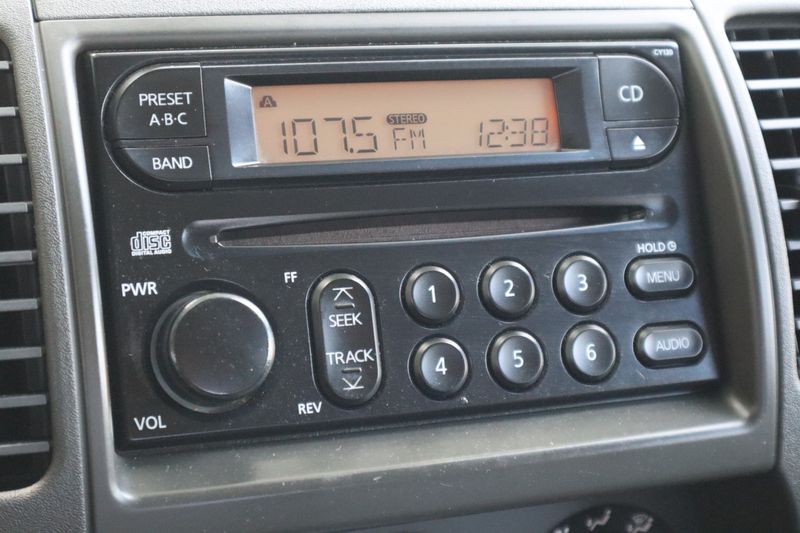 CY12D
PRESET
A·B·C
BAND
A
107.5 STEREO FM 12:38
CD
COMPACT
disc
DIGITAL AUDIO
PWR
VOL
FF
SEEK
TRACK
REV
1 2 3
4 5 6
HOLD
MENU
AUDIO